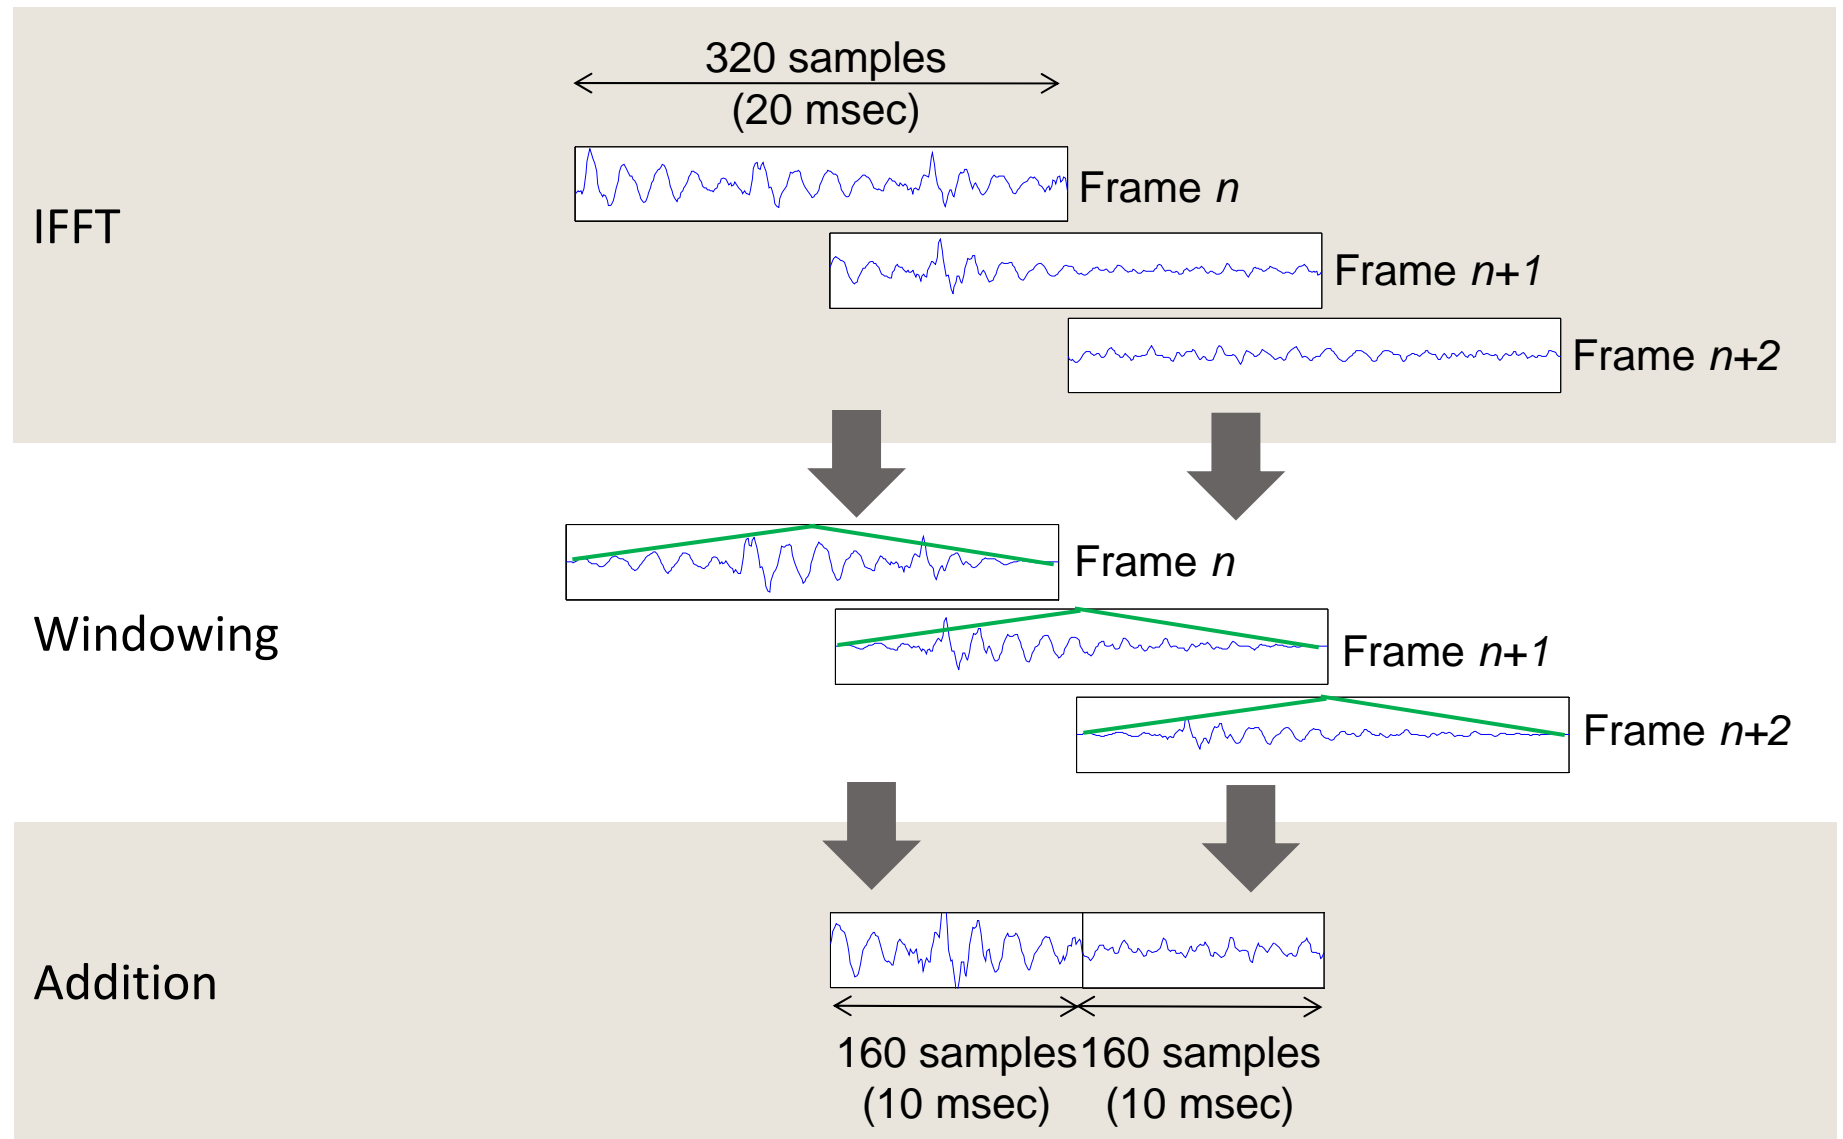 320 samples
(20 msec)
Frame n
IFFT
Frame n+1
Frame n+2
Frame n
Windowing
Frame n+1
Frame n+2
Addition
160 samples 160 samples
(10 msec) (10 msec)